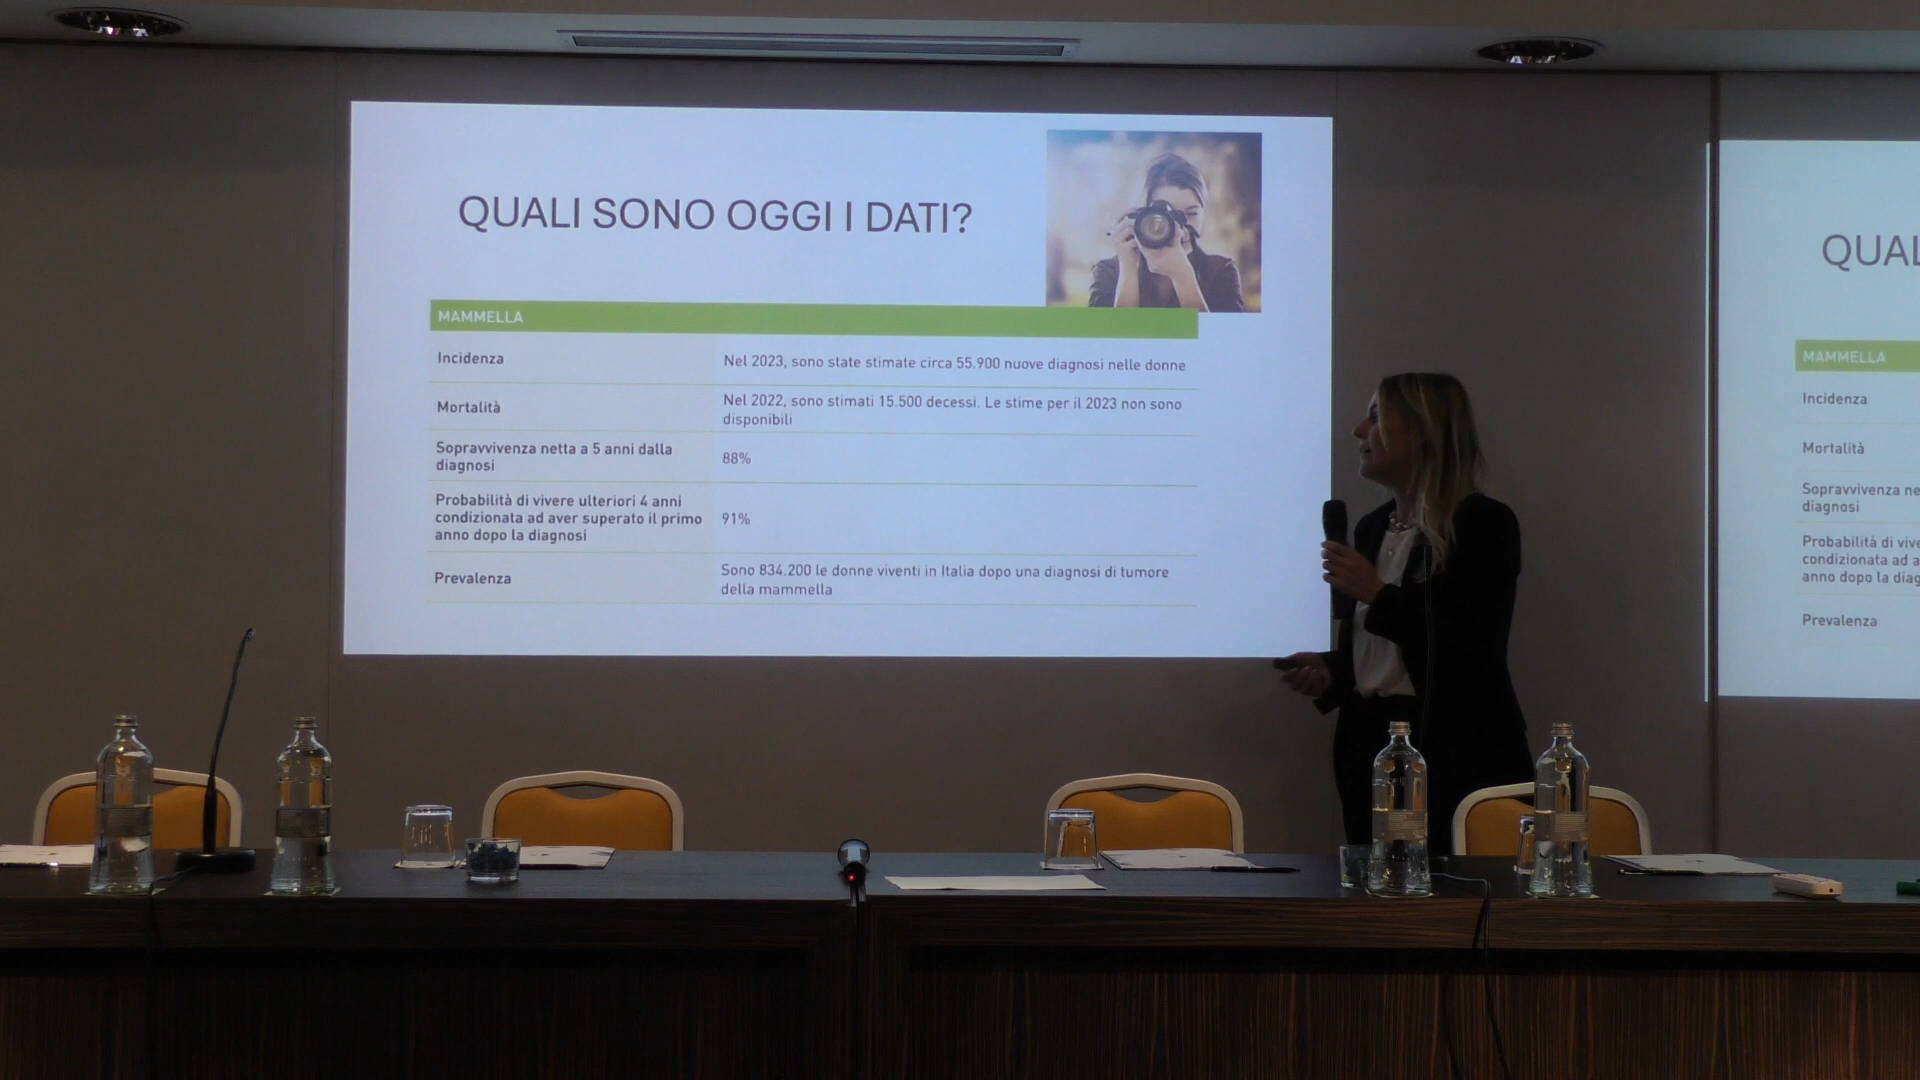 QUALI SONO OGGI I DATI?
MAMMELLA
Incidenza
Nel 2023, sono state stimate circa 55.900 nuove diagnosi nelle donne
Mortalità
Nel 2022, sono stimati 15.500 decessi. Le stime per il 2023 non sono
disponibili
Sopravvivenza netta a 5 anni dalla
diagnosi
88%
Probabilità di vivere ulteriori 4 anni
condizionata ad aver superato il primo
anno dopo la diagnosi
91%
Prevalenza
Sono 834.200 le donne viventi in Italia dopo una diagnosi di tumore
della mammella
QUAL
MAMMELLA
Incidenza
Mortalità
Sopravvivenza ne
diagnosi
Probabilità di vive
condizionata ad a
anno dopo la diag
Prevalenza